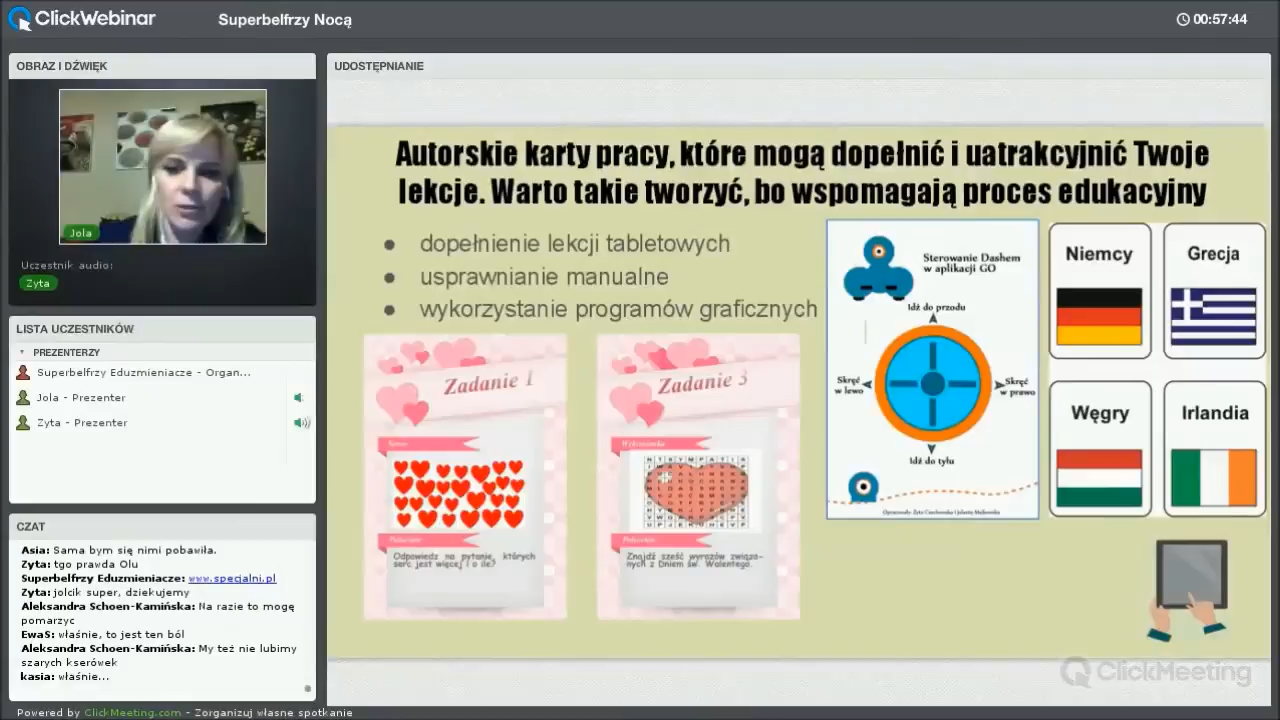 ClickWebinar
Superbelfrzy Nocą
00:57:44
OBRAZ I DŹWIĘK
Jola
Uczestnik audio:
Zyta
LISTA UCZESTNIKÓW
PREZENTERZY
Superbelfrzy Eduzmieniacze - Organ...
Jola - Prezenter
Zyta - Prezenter
CZAT
Asia: Sama bym się nimi pobawiła.
Zyta: tgo prawda Olu
Superbelfrzy Eduzmieniacze: www.specjalni.pl
Zyta: jolcik super, dziekujemy
Aleksandra Schoen-Kamińska: Na razie to mogę
pomarzyc
EwaS: właśnie, to jest ten ból
Aleksandra Schoen-Kamińska: My też nie lubimy
szarych kserówek
kasia: właśnie...
Powered by ClickMeeting.com - Zorganizuj własne spotkanie
UDOSTĘPNIANIE
Autorskie karty pracy, które mogą dopełnić i uatrakcyjnić Twoje
lekcje. Warto takie tworzyć, bo wspomagają proces edukacyjny
dopełnienie lekcji tabletowych
usprawnianie manualne
wykorzystanie programów graficznych
Zadanie 1
Odpowiedz na pytanie, których
serc jest więcej i o ile?
Zadanie 3
Wykreślanka
Znajdź sześć wyrazów związa-
nych z Dniem św. Walentego.
Sterowanie Dashem
w aplikacji GO
Idź do przodu
Skręć
w lewo
Skręć
w prawo
Idź do tyłu
Niemcy
Grecja
Węgry
Irlandia
ClickMeeting